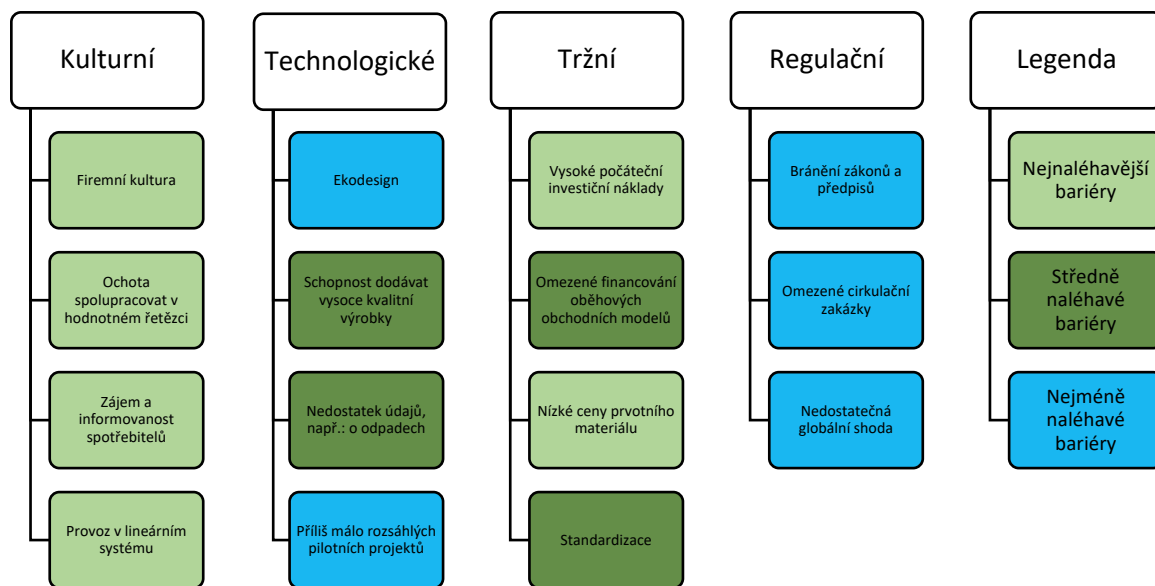 Kulturní
Firemní kultura
Ochota
spolupracovat v
hodnotném řetězci
Zájem a
informovanost
spotřebitelů
Provoz v lineárním
systému
Technologické
Ekodesign
Schopnost dodávat
vysoce kvalitní
výrobky
Nedostatek údajů,
např.: o odpadech
Příliš málo rozsáhlých
pilotních projektů
Tržní
Vysoké počáteční
investiční náklady
Omezené financování
oběhových
obchodních modelů
Nízké ceny prvotního
materiálu
Standardizace
Regulační
Bránění zákonů a
předpisů
Omezené cirkulační
zakázky
Nedostatečná
globální shoda
Legenda
Nejnaléhavější
bariéry
Středně
naléhavé
bariéry
Nejméně
naléhavé
bariéry